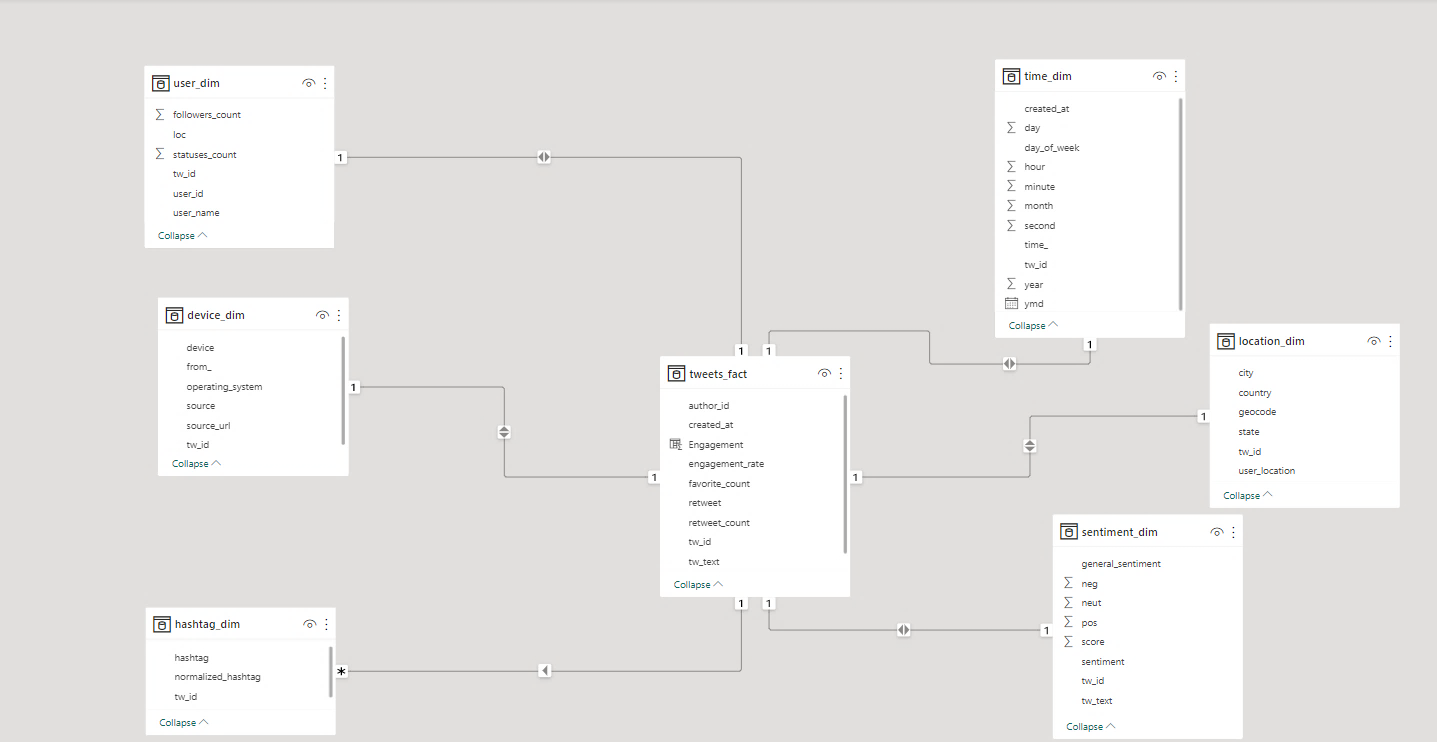 user_dim
followers_count
loc
statuses_count
tw_id
user_id
user_name
Collapse
1
device_dim
device
from_
operating_system
source
source_url
tw_id
Collapse
1
hashtag_dim
hashtag
normalized_hashtag
tw_id
Collapse
*
1
1
tweets_fact
author_id
created_at
Engagement
engagement_rate
favorite_count
retweet
retweet_count
tw_id
tw_text
Collapse
1
1
1
1
time_dim
created_at
day
day_of_week
hour
minute
month
second
time_
tw_id
year
ymd
Collapse
1
location_dim
city
country
geocode
state
tw_id
user_location
Collapse
1
sentiment_dim
general_sentiment
neg
neut
pos
score
sentiment
tw_id
tw_text
Collapse
1